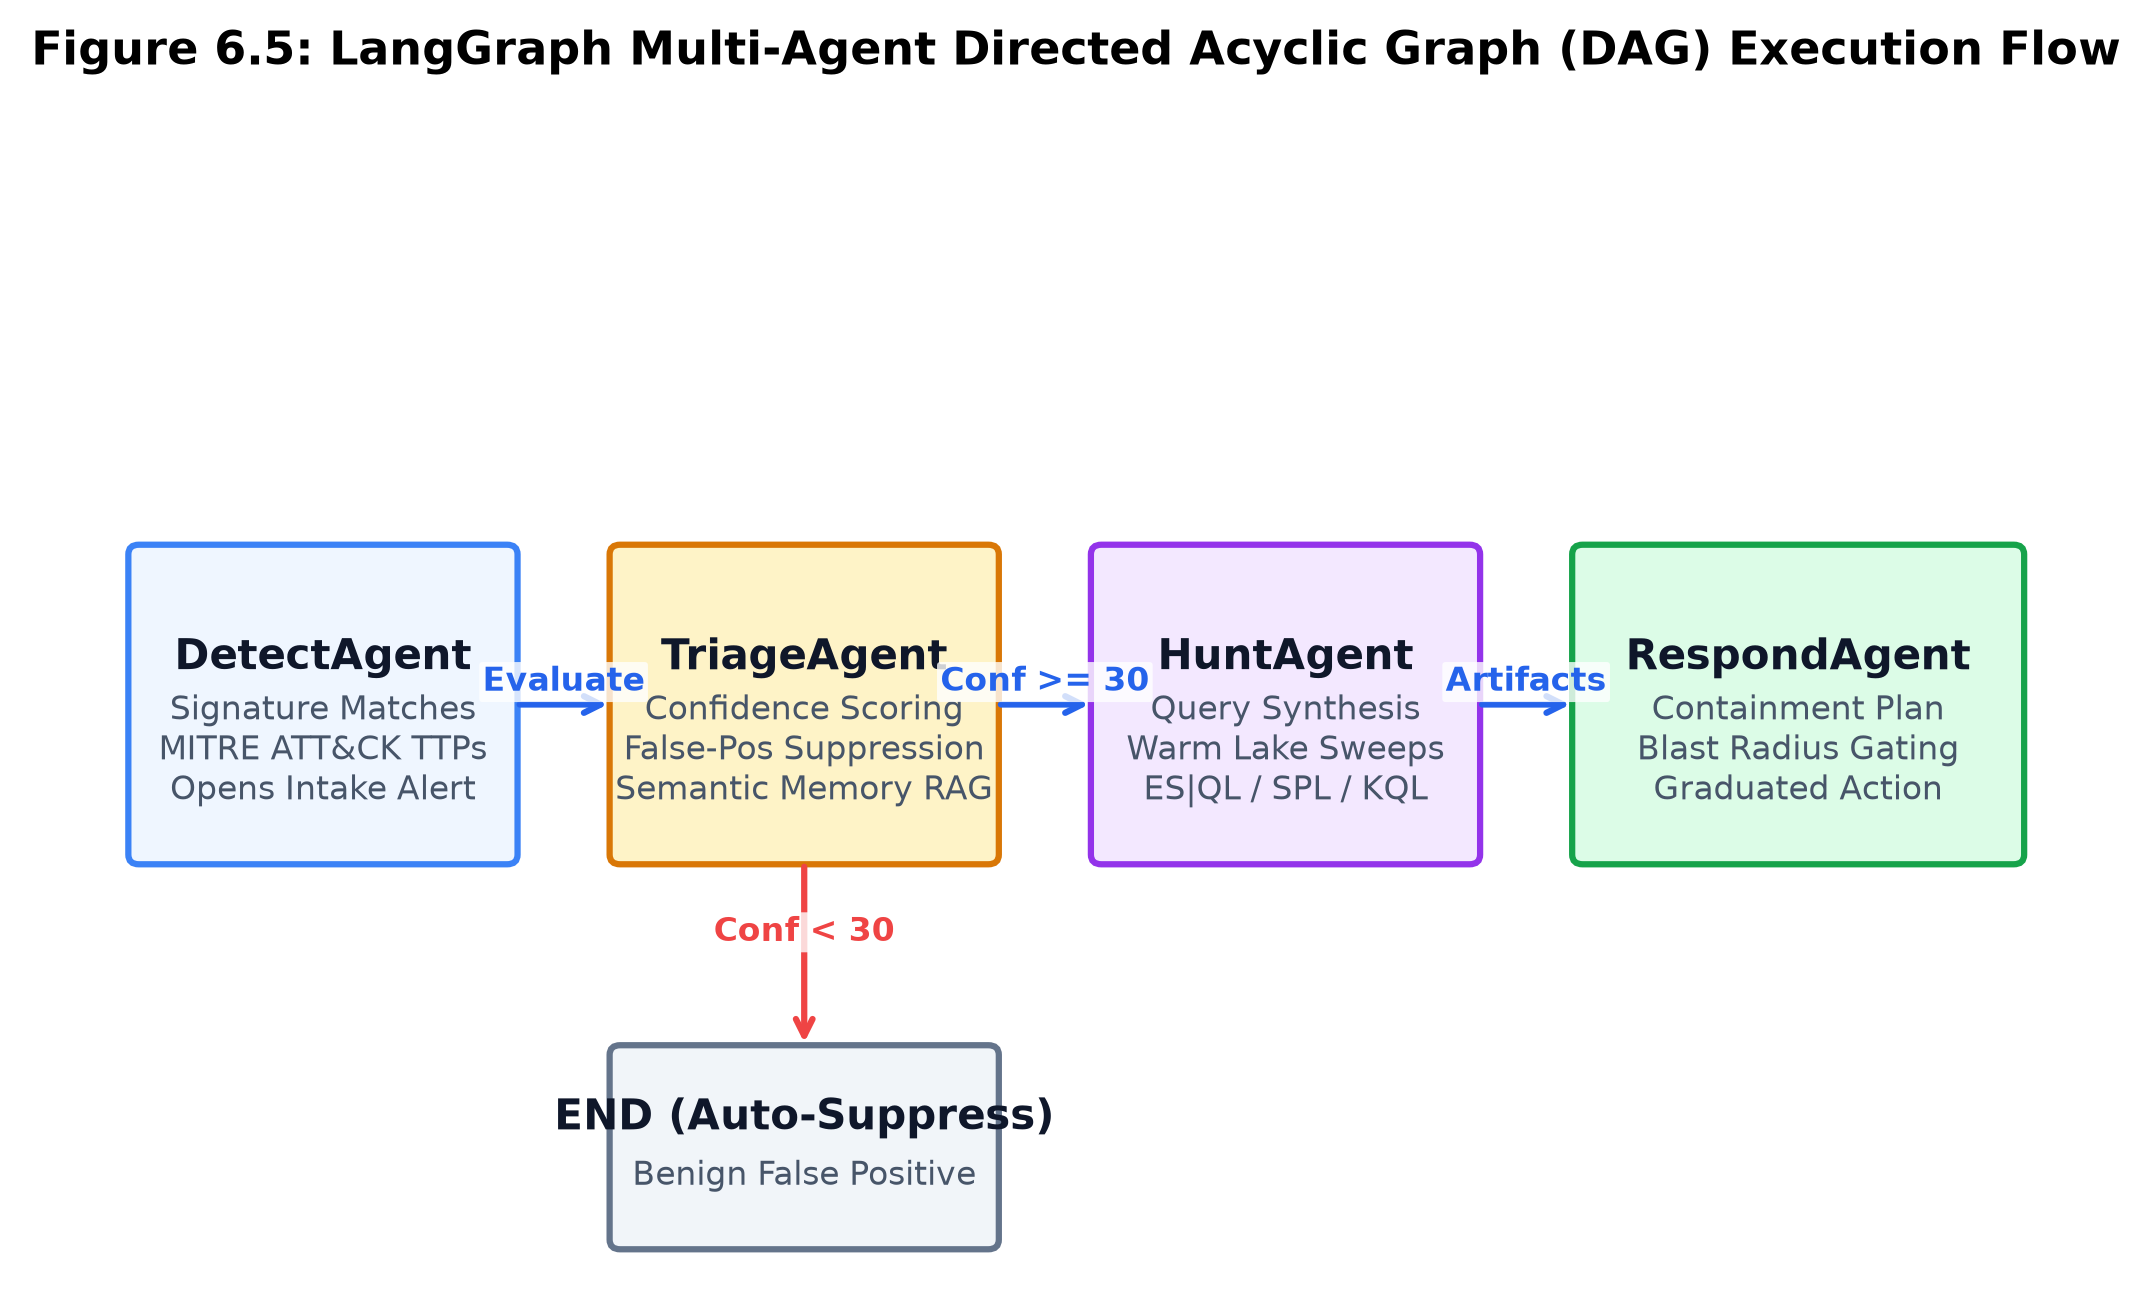 Figure 6.5: LangGraph Multi-Agent Directed Acyclic Graph (DAG) Execution Flow
DetectAgent
Signature Matches
MITRE ATT&CK TTPs
Opens Intake Alert
Evaluate
TriageAgent
Confidence Scoring
False-Pos Suppression
Semantic Memory RAG
Conf >= 30
HuntAgent
Query Synthesis
Warm Lake Sweeps
ES|QL / SPL / KQL
Artifacts
RespondAgent
Containment Plan
Blast Radius Gating
Graduated Action
Conf < 30
END (Auto-Suppress)
Benign False Positive